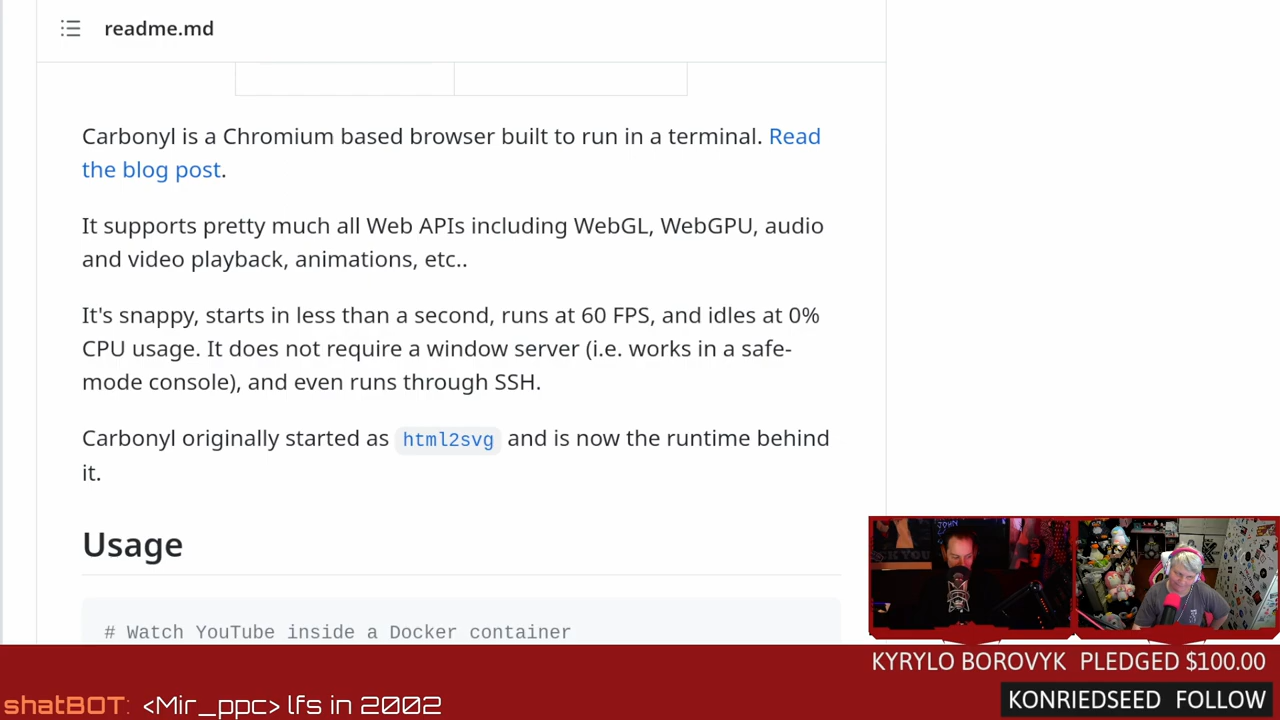 readme.md
Carbonyl is a Chromium based browser built to run in a terminal. Read
the blog post.
It supports pretty much all Web APIs including WebGL, WebGPU, audio
and video playback, animations, etc..
It's snappy, starts in less than a second, runs at 60 FPS, and idles at 0%
CPU usage. It does not require a window server (i.e. works in a safe-
mode console), and even runs through SSH.
Carbonyl originally started as html2svg and is now the runtime behind
it.
Usage
# Watch YouTube inside a Docker container
JOHN
KYRYLO BOROVYK PLEDGED $100.00
KONRIEDSEED FOLLOW
shatBOT: <Mir_ppc> lfs in 2002